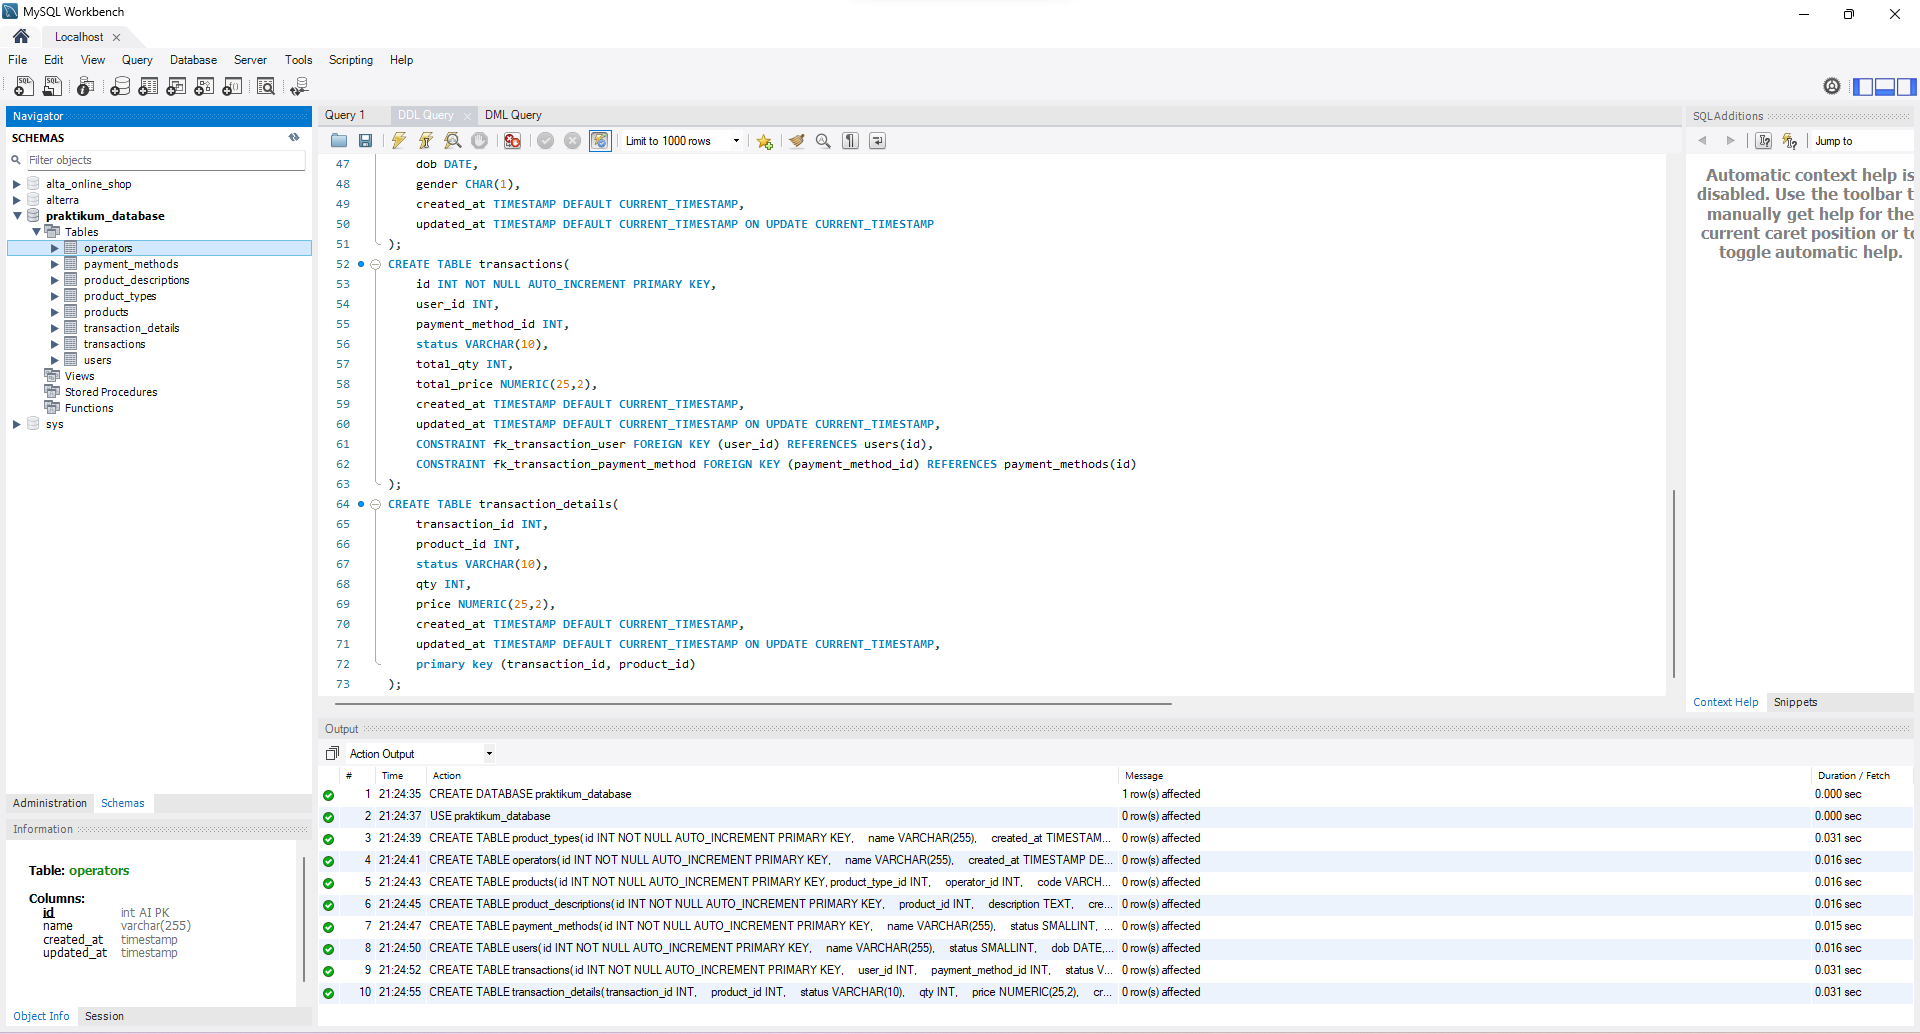 MySQL Workbench
Localhost
File Edit View Query Database Server Tools Scripting Help
Navigator
SCHEMAS
Filter objects
alta_online_shop
alterra
praktikum_database
Tables
operators
payment_methods
product_descriptions
product_types
products
transaction_details
transactions
users
Views
Stored Procedures
Functions
sys
Administration Schemas
Information
Table: operators
Columns:
id int AI PK
name varchar(255)
created_at timestamp
updated_at timestamp
Object Info Session
Query 1 DDL Query DML Query
Limit to 1000 rows
47 dob DATE,
48 gender CHAR(1),
49 created_at TIMESTAMP DEFAULT CURRENT_TIMESTAMP,
50 updated_at TIMESTAMP DEFAULT CURRENT_TIMESTAMP ON UPDATE CURRENT_TIMESTAMP
51 );
52 CREATE TABLE transactions(
53 id INT NOT NULL AUTO_INCREMENT PRIMARY KEY,
54 user_id INT,
55 payment_method_id INT,
56 status VARCHAR(10),
57 total_qty INT,
58 total_price NUMERIC(25,2),
59 created_at TIMESTAMP DEFAULT CURRENT_TIMESTAMP,
60 updated_at TIMESTAMP DEFAULT CURRENT_TIMESTAMP ON UPDATE CURRENT_TIMESTAMP,
61 CONSTRAINT fk_transaction_user FOREIGN KEY (user_id) REFERENCES users(id),
62 CONSTRAINT fk_transaction_payment_method FOREIGN KEY (payment_method_id) REFERENCES payment_methods(id)
63 );
64 CREATE TABLE transaction_details(
65 transaction_id INT,
66 product_id INT,
67 status VARCHAR(10),
68 qty INT,
69 price NUMERIC(25,2),
70 created_at TIMESTAMP DEFAULT CURRENT_TIMESTAMP,
71 updated_at TIMESTAMP DEFAULT CURRENT_TIMESTAMP ON UPDATE CURRENT_TIMESTAMP,
72 primary key (transaction_id, product_id)
73 );
SQLAdditions
Jump to
Automatic context help is
disabled. Use the toolbar t
manually get help for the
current caret position or to
toggle automatic help.
Context Help Snippets
Output
Action Output
# Time Action Message Duration / Fetch
1 21:24:35 CREATE DATABASE praktikum_database 1 row(s) affected 0.000 sec
2 21:24:37 USE praktikum_database 0 row(s) affected 0.000 sec
3 21:24:39 CREATE TABLE product_types( id INT NOT NULL AUTO_INCREMENT PRIMARY KEY, name VARCHAR(255), created_at TIMESTAM... 0 row(s) affected 0.031 sec
4 21:24:41 CREATE TABLE operators( id INT NOT NULL AUTO_INCREMENT PRIMARY KEY, name VARCHAR(255), created_at TIMESTAMP DE... 0 row(s) affected 0.016 sec
5 21:24:43 CREATE TABLE products( id INT NOT NULL AUTO_INCREMENT PRIMARY KEY, product_type_id INT, operator_id INT, code VARCH... 0 row(s) affected 0.016 sec
6 21:24:45 CREATE TABLE product_descriptions( id INT NOT NULL AUTO_INCREMENT PRIMARY KEY, product_id INT, description TEXT, cre... 0 row(s) affected 0.016 sec
7 21:24:47 CREATE TABLE payment_methods( id INT NOT NULL AUTO_INCREMENT PRIMARY KEY, name VARCHAR(255), status SMALLINT, ... 0 row(s) affected 0.015 sec
8 21:24:50 CREATE TABLE users( id INT NOT NULL AUTO_INCREMENT PRIMARY KEY, name VARCHAR(255), status SMALLINT, dob DATE,... 0 row(s) affected 0.016 sec
9 21:24:52 CREATE TABLE transactions( id INT NOT NULL AUTO_INCREMENT PRIMARY KEY, user_id INT, payment_method_id INT, status V... 0 row(s) affected 0.031 sec
10 21:24:55 CREATE TABLE transaction_details( transaction_id INT, product_id INT, status VARCHAR(10), qty INT, price NUMERIC(25,2), cr... 0 row(s) affected 0.031 sec